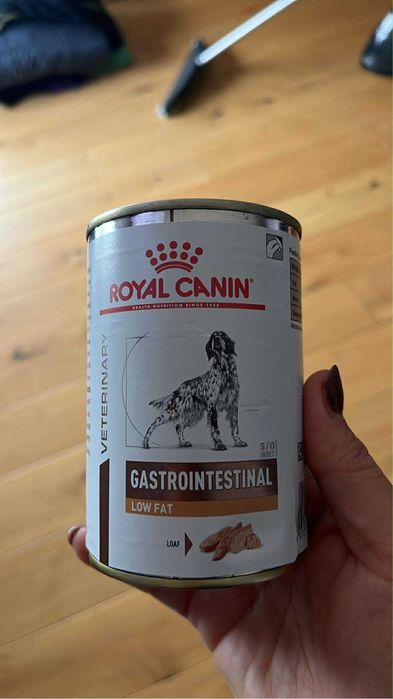 ROYAL CANIN
HEALTH NUTRITION SINCE 1968
VETERINARY
S/O
INDEX
GASTROINTESTINAL
LOW FAT
LOAF